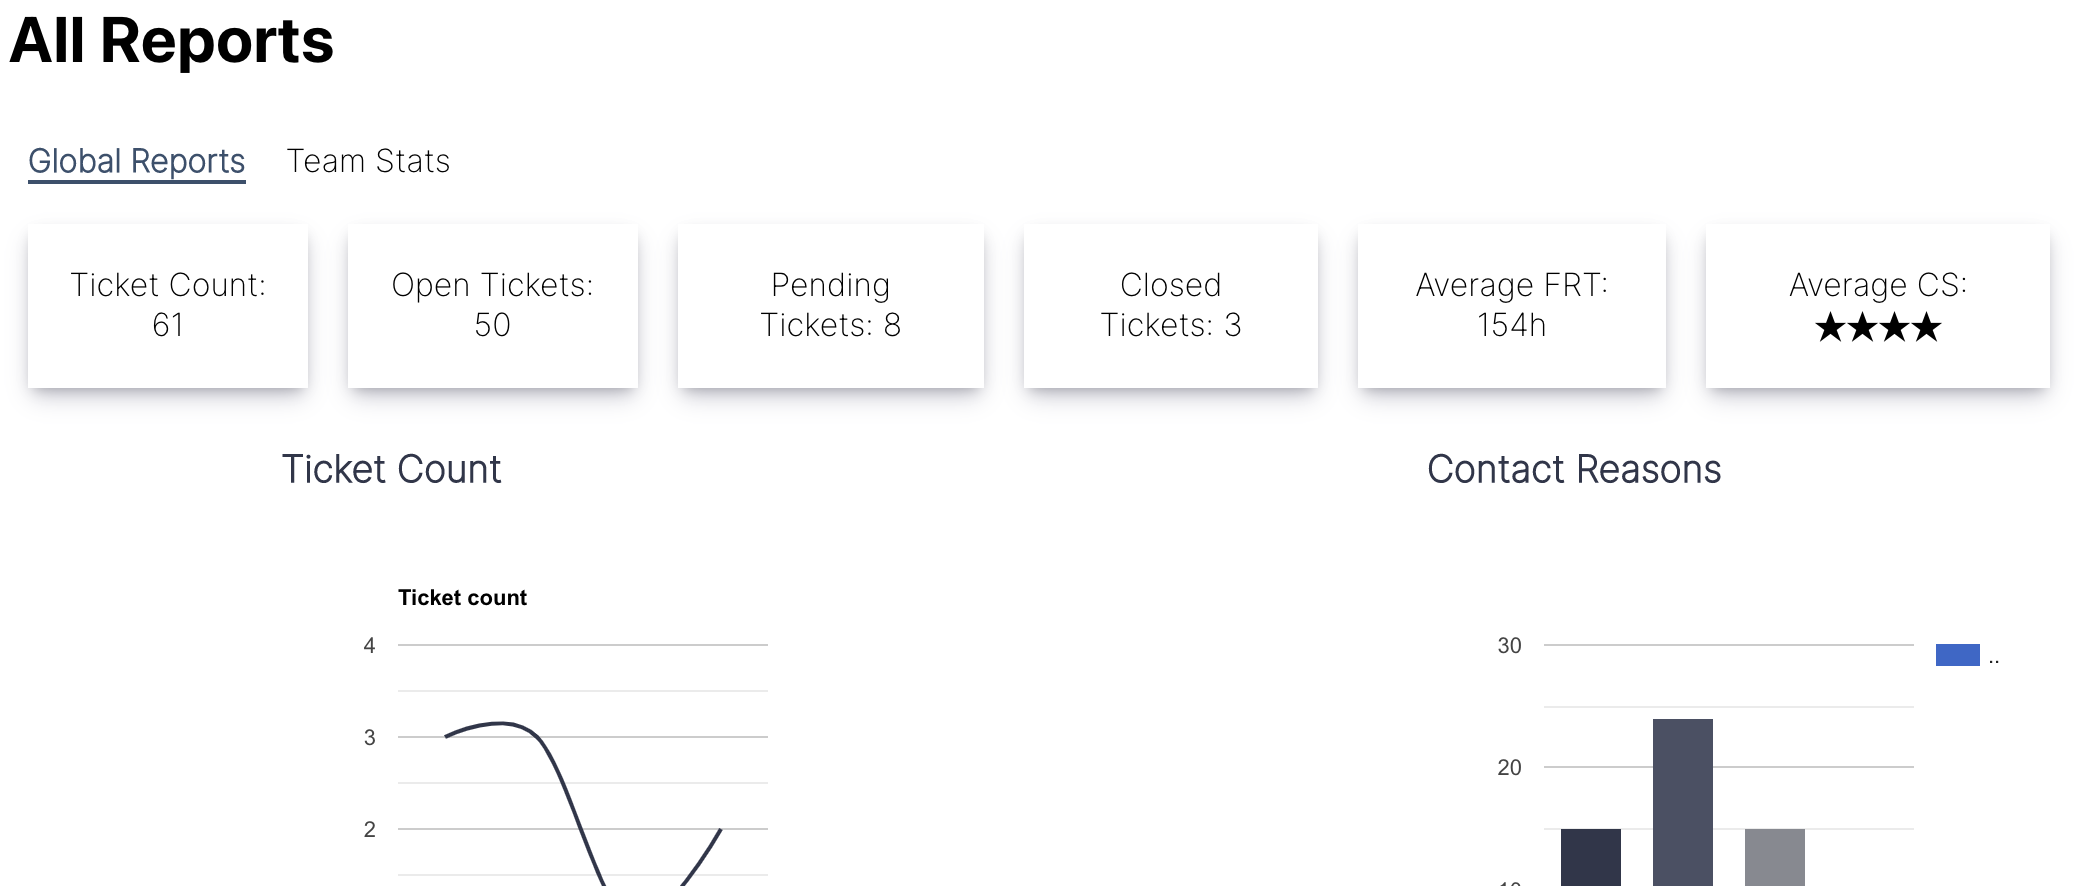 All Reports
Global Reports Team Stats
Ticket Count:
61
Open Tickets:
50
Pending
Tickets: 8
Closed
Tickets: 3
Average FRT:
154h
Average CS:
★★★★
Ticket Count
Contact Reasons
Ticket count
4
3
2
30
..
20